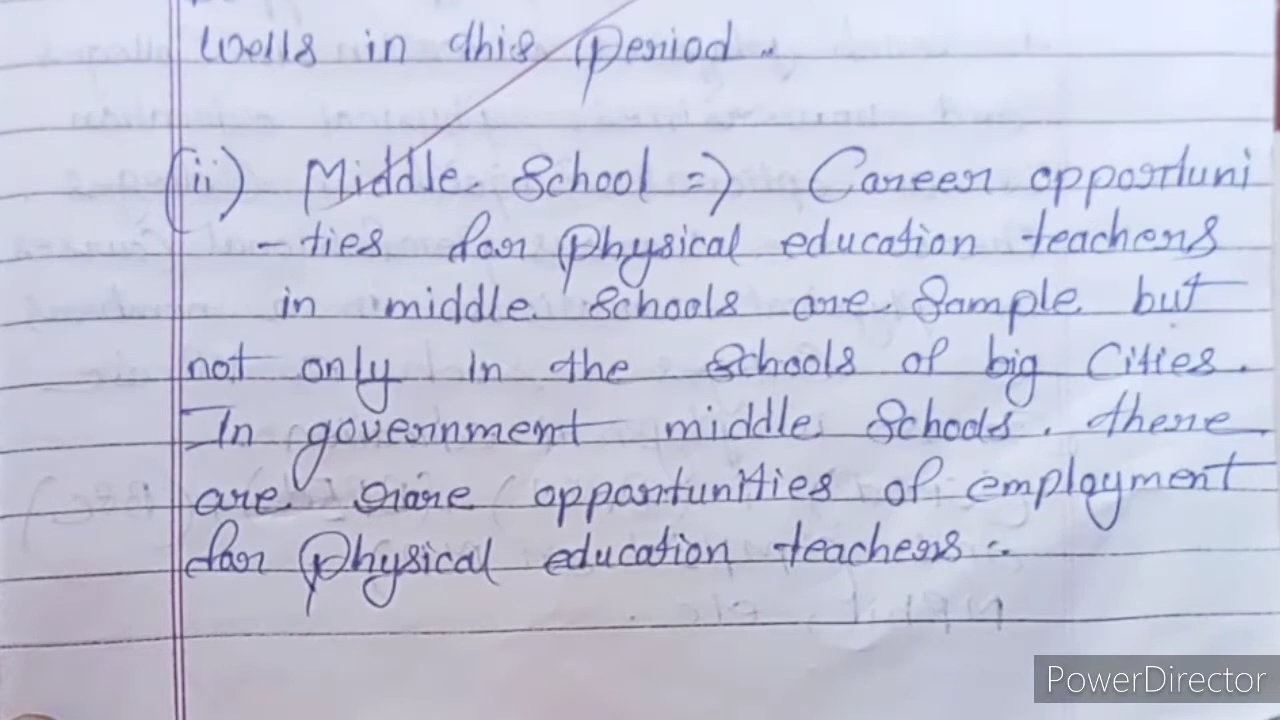 wells in this period.
(ii) Middle School => Career opportuni
-ties for physical education teachers
in middle schools are sample but
not only in the schools of big cities.
In government middle schools. there
are rare opportunities of employment
for physical education teachers :-
PowerDirector